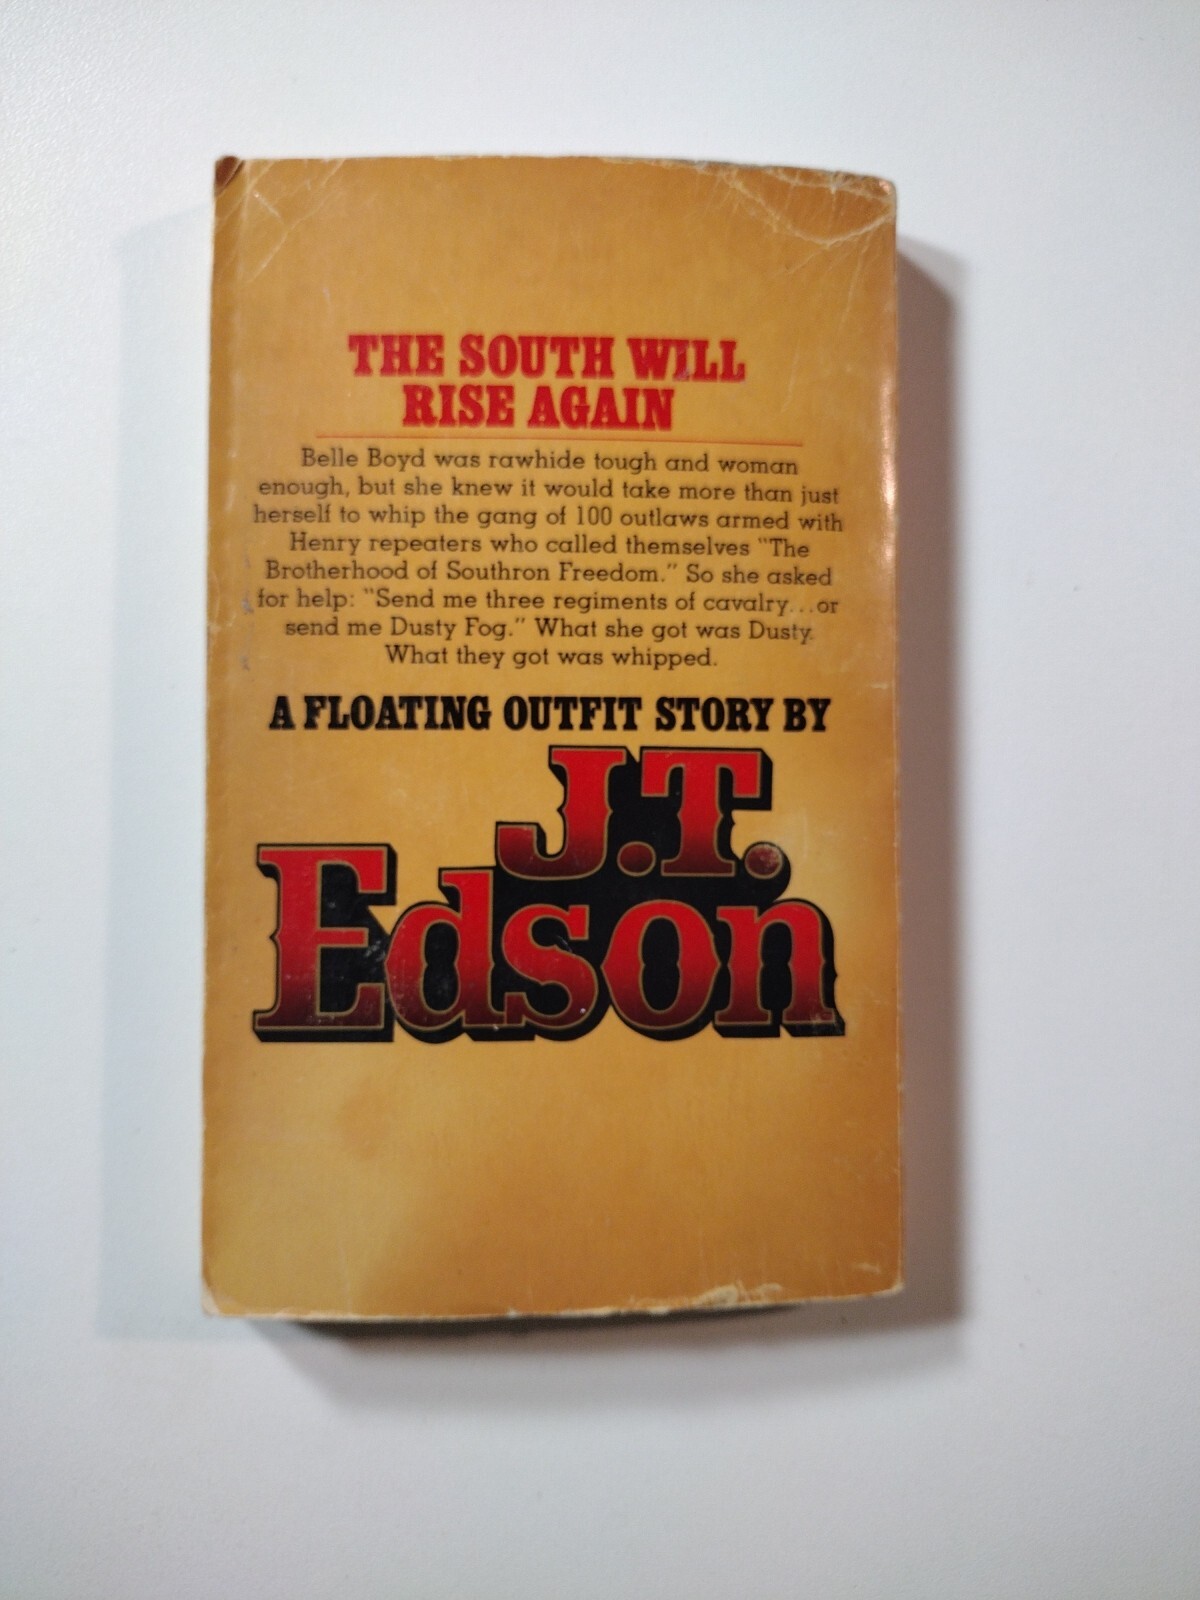 THE SOUTH WILL
RISE AGAIN
Belle Boyd was rawhide tough and woman
enough, but she knew it would take more than just
herself to whip the gang of 100 outlaws armed with
Henry repeaters who called themselves "The
Brotherhood of Southron Freedom." So she asked
for help: "Send me three regiments of cavalry...or
send me Dusty Fog." What she got was Dusty.
What they got was whipped.
A FLOATING OUTFIT STORY BY
J.T.
Edson